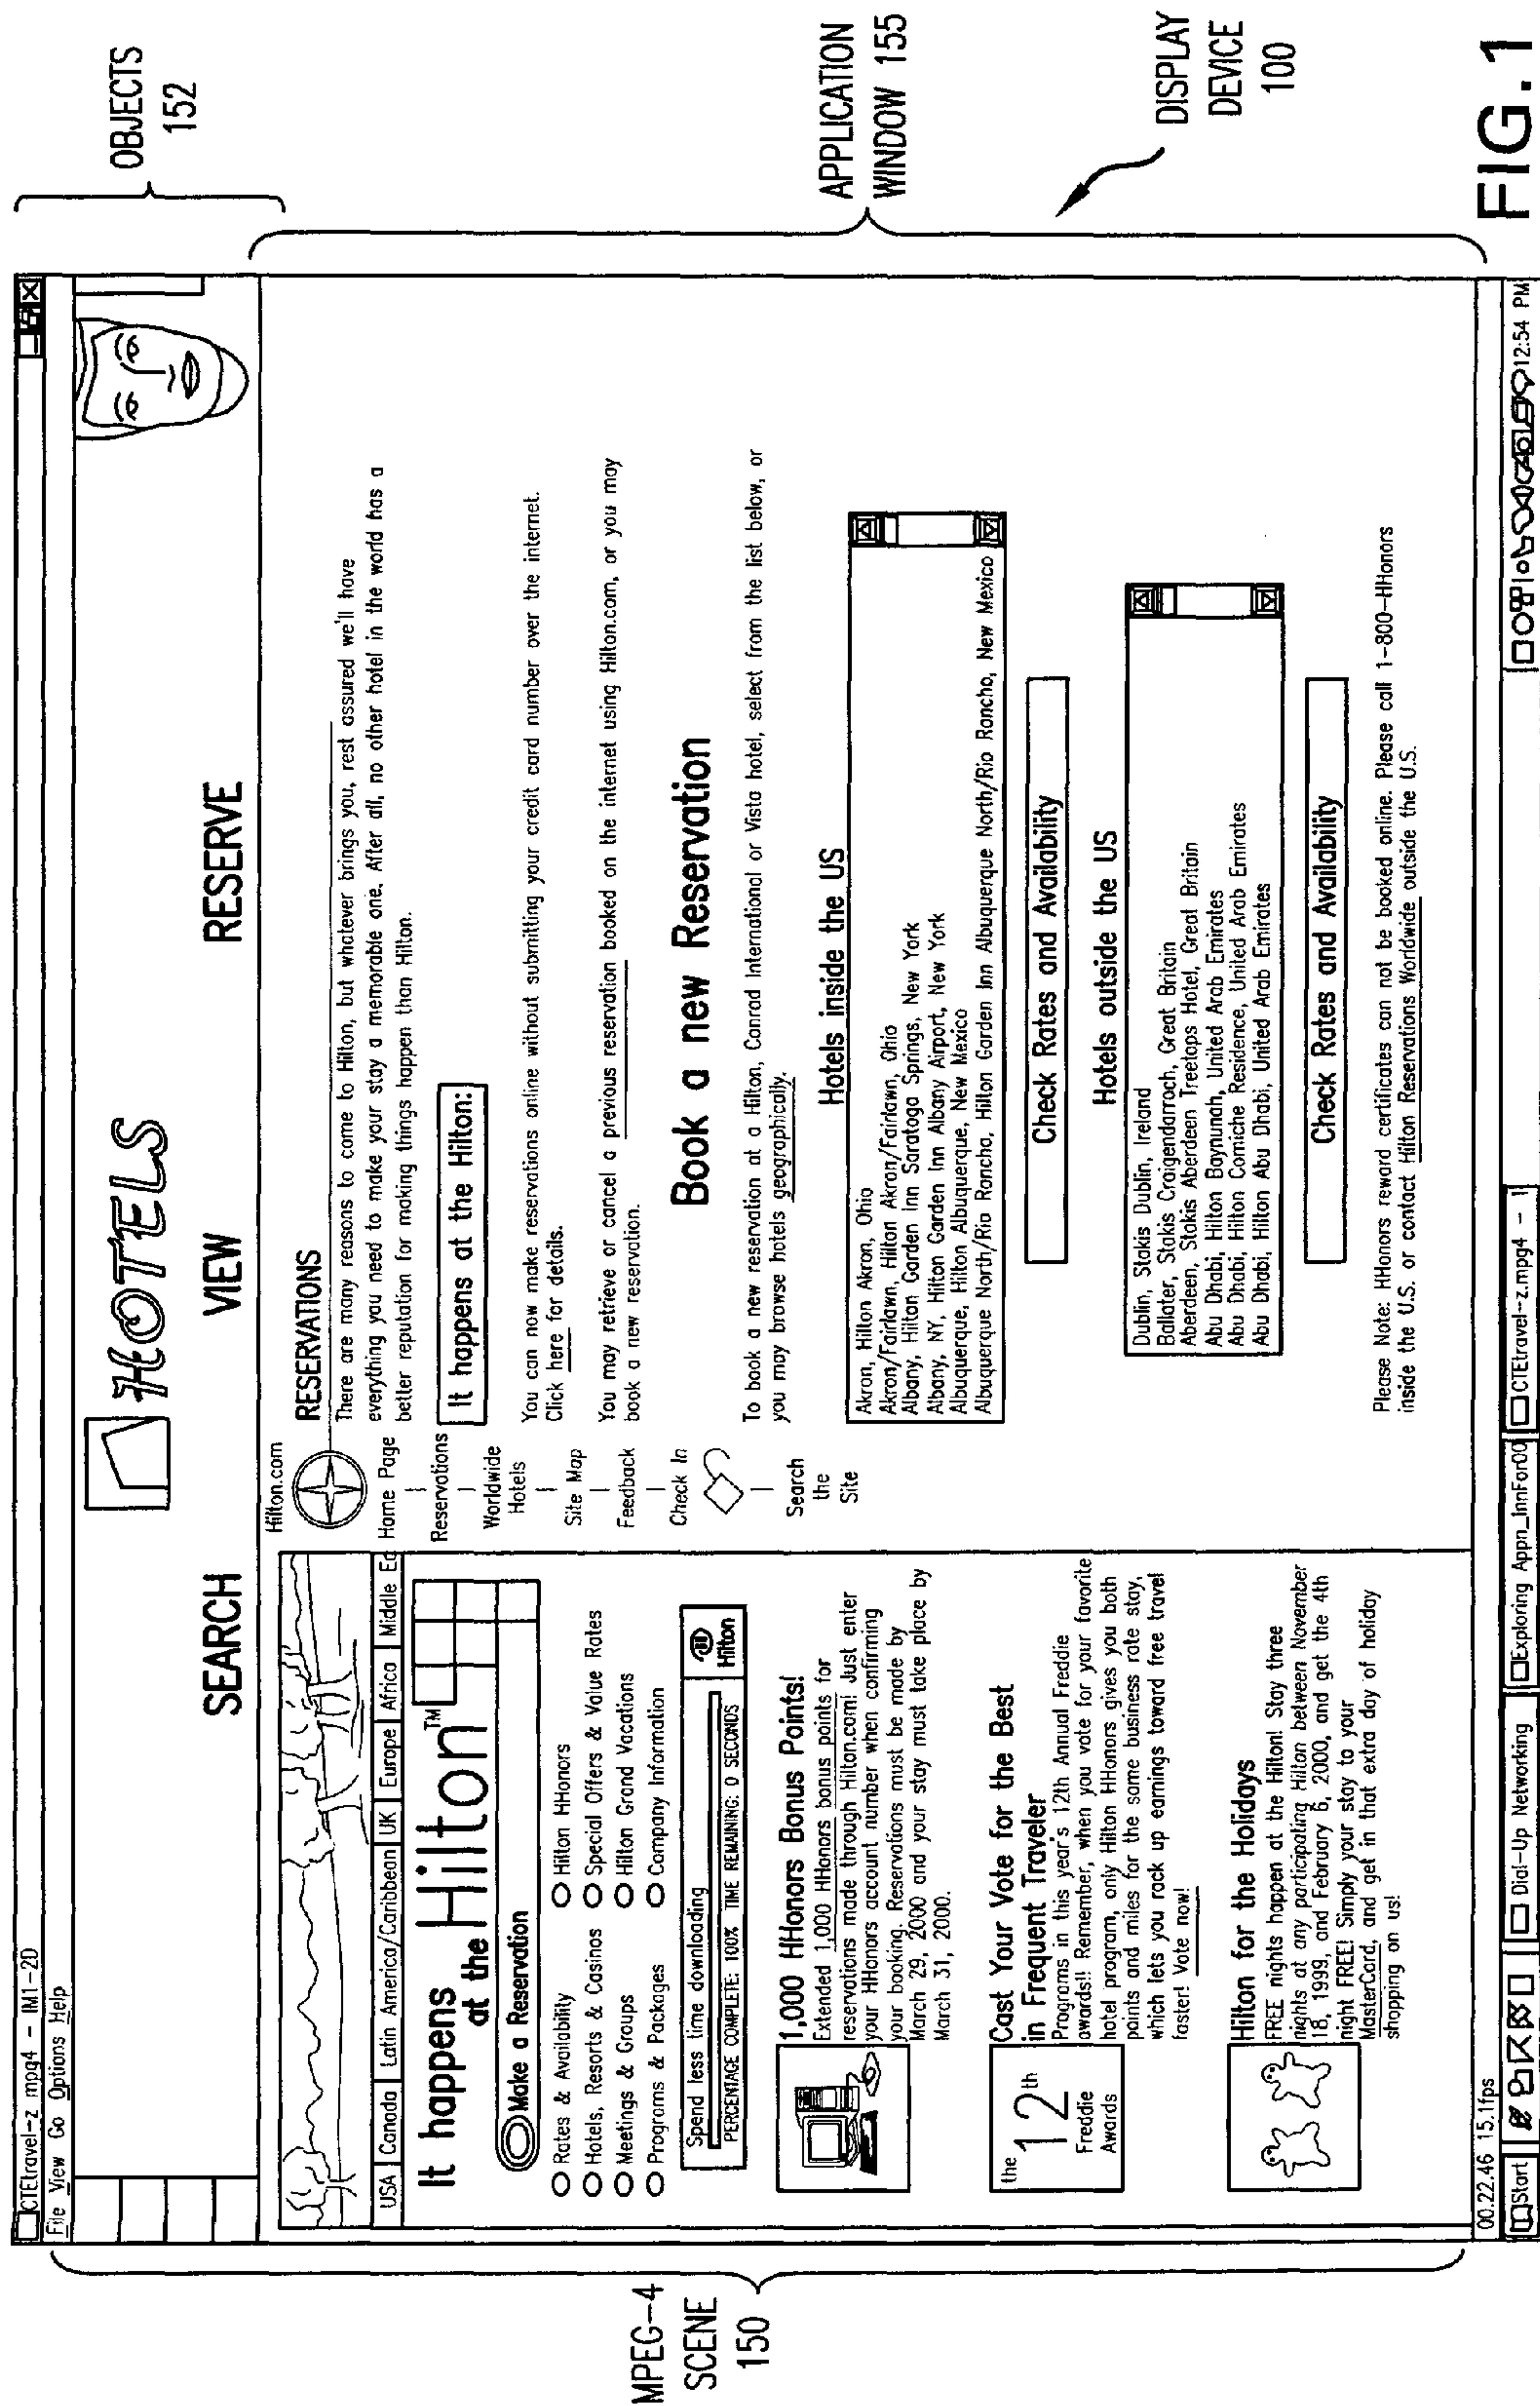 OBJECTS
152
MPEG-4
SCENE
150
APPLICATION
WINDOW 155
DISPLAY
DEVICE
100
CTEtravel-z mpg4 - IM1-2D
File View Go Options Help
HOTELS
SEARCH VIEW RESERVE
USA Canada Latin America/Caribbean UK Europe Africa Middle Ea
It happens
at the Hilton™
Make a Reservation
Rates & Availability Hilton HHonors
Hotels, Resorts & Casinos Special Offers & Value Rates
Meetings & Groups Hilton Grand Vacations
Programs & Packages Company Information
Spend less time downloading
PERCENTAGE COMPLETE: 100% TIME REMAINING: 0 SECONDS
Hilton
1,000 HHonors Bonus Points!
Extended 1,000 HHonors bonus points for
reservations made through Hilton.com! Just enter
your HHonors account number when confirming
your booking. Reservations must be made by
March 29, 2000 and your stay must take place by
March 31, 2000.
the 12th
Freddie
Awards
Cast Your Vote for the Best
in Frequent Traveler
Programs in this year's 12th Annual Freddie
awards!! Remember, when you vote for your favorite
hotel program, only Hilton HHonors gives you both
points and miles for the same business rate stay,
which lets you rack up earnings toward free travel
faster! Vote now!
Hilton for the Holidays
FREE nights happen at the Hilton! Stay three
nights at any participating Hilton between November
18, 1999, and February 6, 2000, and get the 4th
night FREE! Simply your stay to your
MasterCard, and get in that extra day of holiday
shopping on us!
Hilton.com
Home Page
Reservations
Worldwide
Hotels
Site Map
Feedback
Check In
Search
the
Site
RESERVATIONS
There are many reasons to come to Hilton, but whatever brings you, rest assured we'll have
everything you need to make your stay a memorable one. After all, no other hotel in the world has a
better reputation for making things happen than Hilton.
It happens at the Hilton:
You can now make reservations online without submitting your credit card number over the internet.
Click here for details.
You may retrieve or cancel a previous reservation booked on the internet using Hilton.com, or you may
book a new reservation.
Book a new Reservation
To book a new reservation at a Hilton, Conrad International or Vista hotel, select from the list below, or
you may browse hotels geographically.
Hotels inside the US
Akron, Hilton Akron, Ohio
Akron/Fairlawn, Hilton Akron/Fairlawn, Ohio
Albany, Hilton Garden Inn Saratoga Springs, New York
Albany, NY, Hilton Garden Inn Albany Airport, New York
Albuquerque, Hilton Albuquerque, New Mexico
Albuquerque North/Rio Rancho, Hilton Garden Inn Albuquerque North/Rio Rancho, New Mexico
Check Rates and Availability
Hotels outside the US
Dublin, Stakis Dublin, Ireland
Ballater, Stakis Craigendarroch, Great Britain
Aberdeen, Stakis Aberdeen Treetops Hotel, Great Britain
Abu Dhabi, Hilton Baynunah, United Arab Emirates
Abu Dhabi, Hilton Corniche Residence, United Arab Emirates
Abu Dhabi, Hilton Abu Dhabi, United Arab Emirates
Check Rates and Availability
Please Note: HHonors reward certificates can not be booked online. Please call 1-800-HHonors
inside the U.S. or contact Hilton Reservations Worldwide outside the U.S.
00.22.46 15.1fps
Start Dial-Up Networking Exploring Appn_InnFor00 CTEtravel-z.mpg4 - 1 12:54 PM
FIG. 1